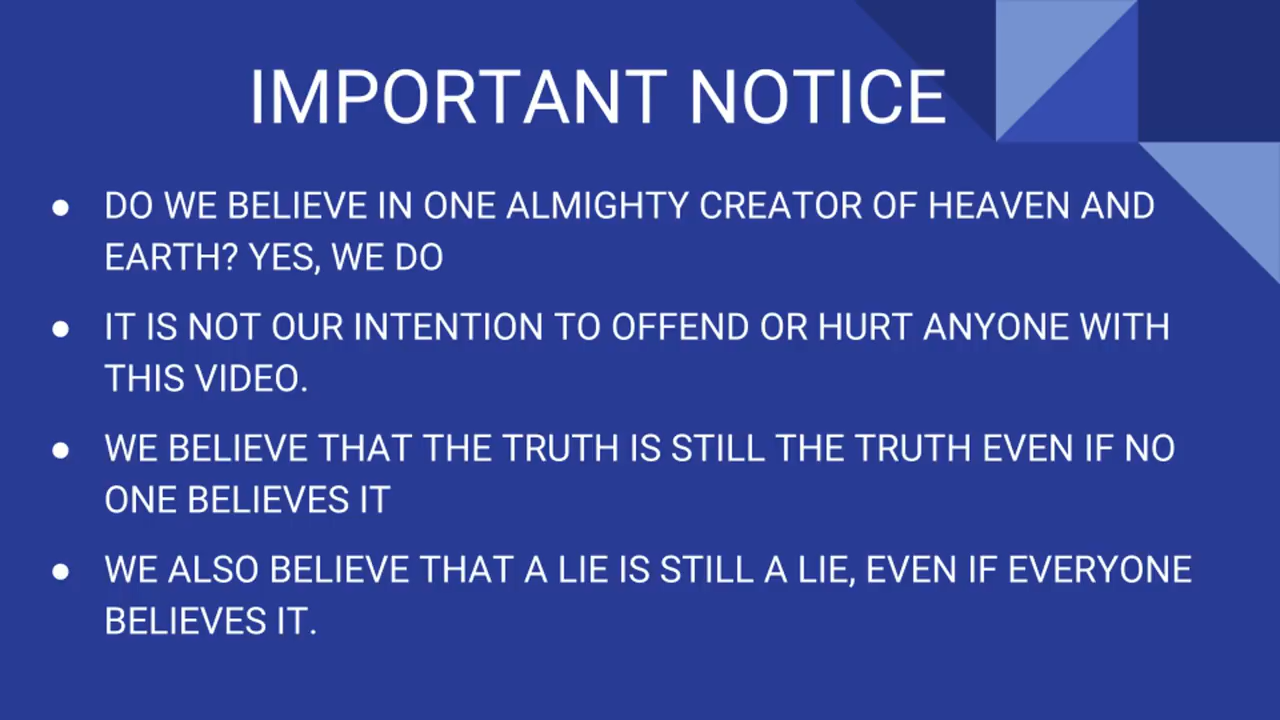 IMPORTANT NOTICE
● DO WE BELIEVE IN ONE ALMIGHTY CREATOR OF HEAVEN AND
EARTH? YES, WE DO
● IT IS NOT OUR INTENTION TO OFFEND OR HURT ANYONE WITH
THIS VIDEO.
● WE BELIEVE THAT THE TRUTH IS STILL THE TRUTH EVEN IF NO
ONE BELIEVES IT
● WE ALSO BELIEVE THAT A LIE IS STILL A LIE, EVEN IF EVERYONE
BELIEVES IT.